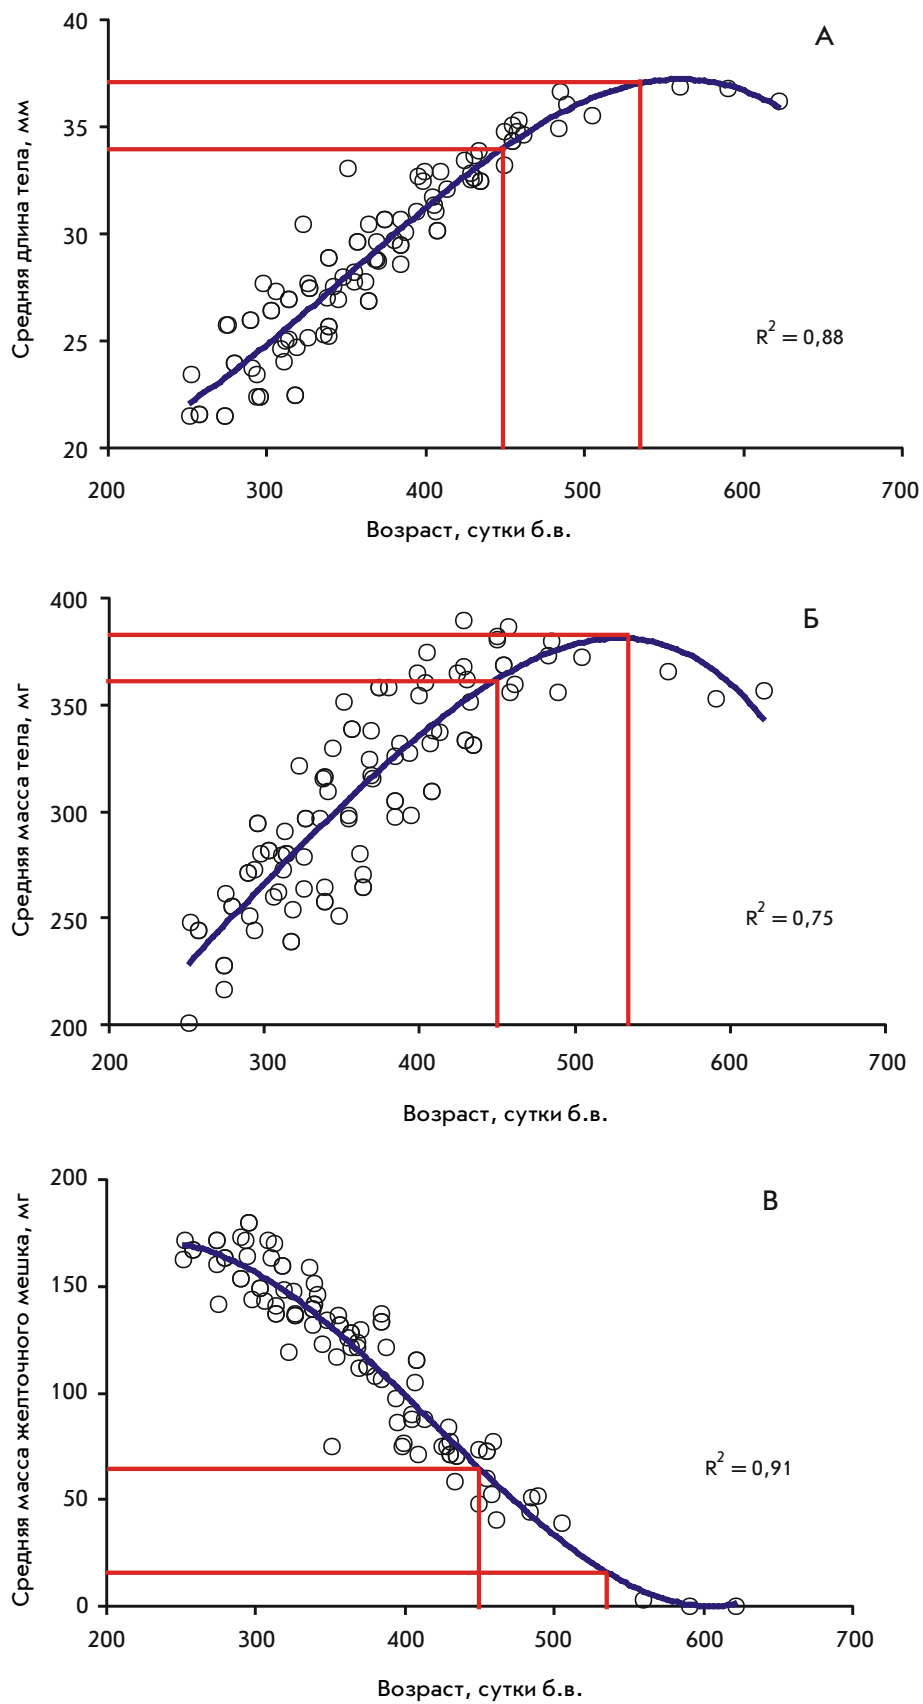 А
40
35
30
25
20
Средняя длина тела, мм
R² = 0,88
200 300 400 500 600 700
Возраст, сутки б.в.
Б
400
350
300
250
200
Средняя масса тела, мг
R² = 0,75
200 300 400 500 600 700
Возраст, сутки б.в.
В
200
150
100
50
0
Средняя масса желточного мешка, мг
R² = 0,91
200 300 400 500 600 700
Возраст, сутки б.в.